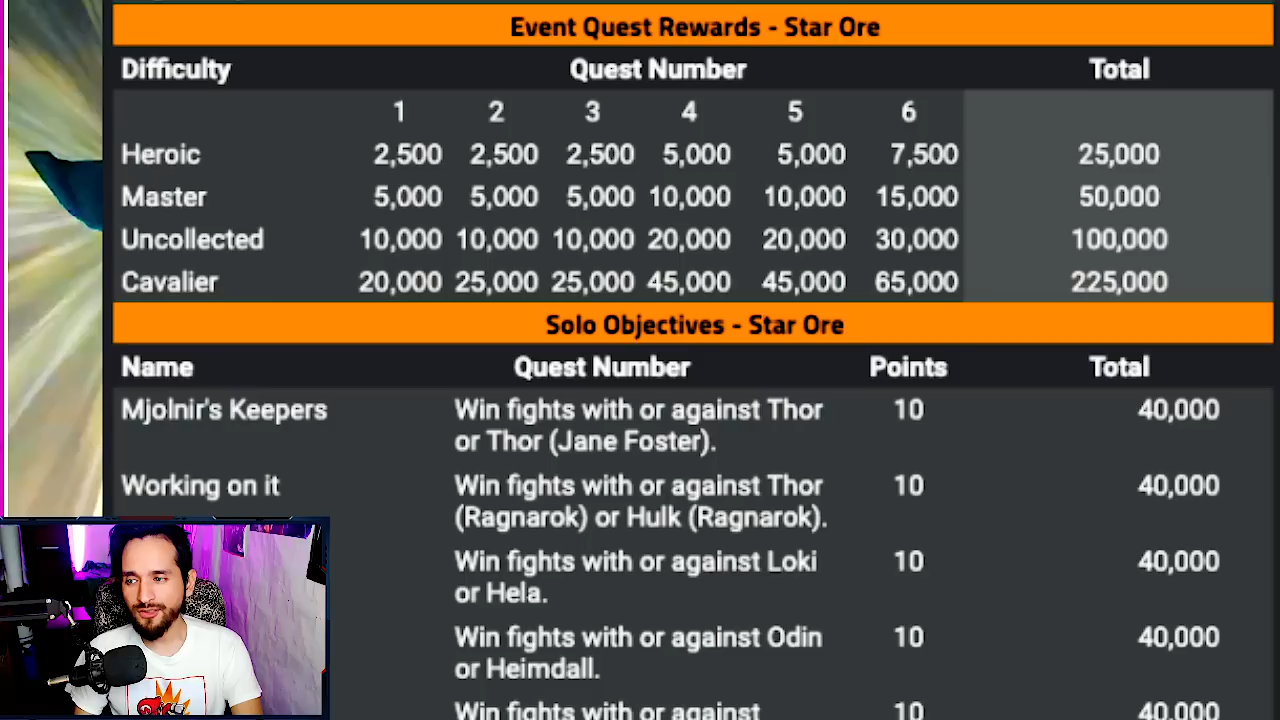 Event Quest Rewards - Star Ore
Difficulty Quest Number Total
1 2 3 4 5 6
Heroic 2,500 2,500 2,500 5,000 5,000 7,500 25,000
Master 5,000 5,000 5,000 10,000 10,000 15,000 50,000
Uncollected 10,000 10,000 10,000 20,000 20,000 30,000 100,000
Cavalier 20,000 25,000 25,000 45,000 45,000 65,000 225,000
Solo Objectives - Star Ore
Name Quest Number Points Total
Mjolnir's Keepers Win fights with or against Thor 10 40,000
or Thor (Jane Foster).
Working on it Win fights with or against Thor 10 40,000
(Ragnarok) or Hulk (Ragnarok).
Win fights with or against Loki 10 40,000
or Hela.
Win fights with or against Odin 10 40,000
or Heimdall.
Win fights with or against 10 40,000